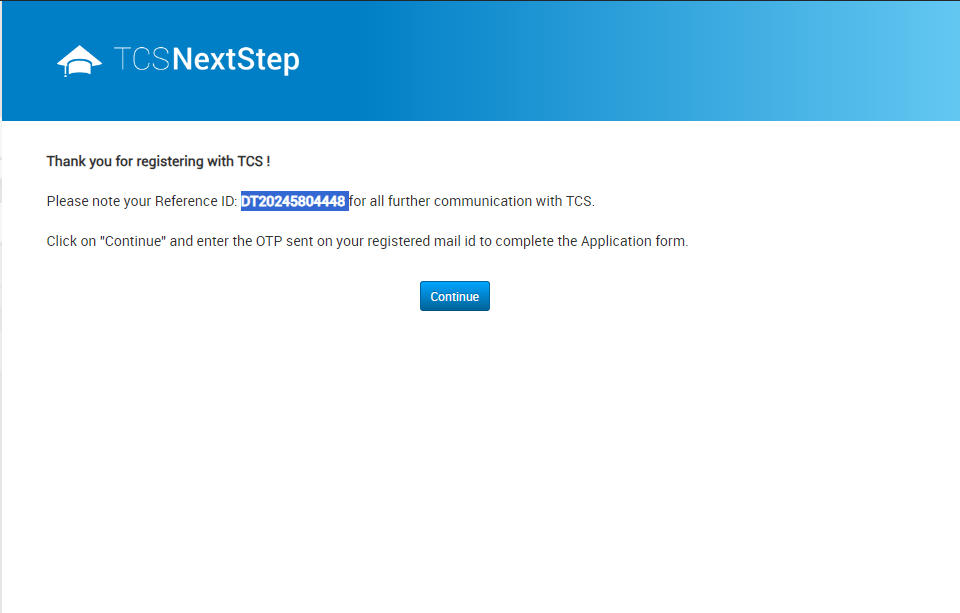 TCSNextStep
Thank you for registering with TCS !
Please note your Reference ID: DT20245804448 for all further communication with TCS.
Click on "Continue" and enter the OTP sent on your registered mail id to complete the Application form.
Continue